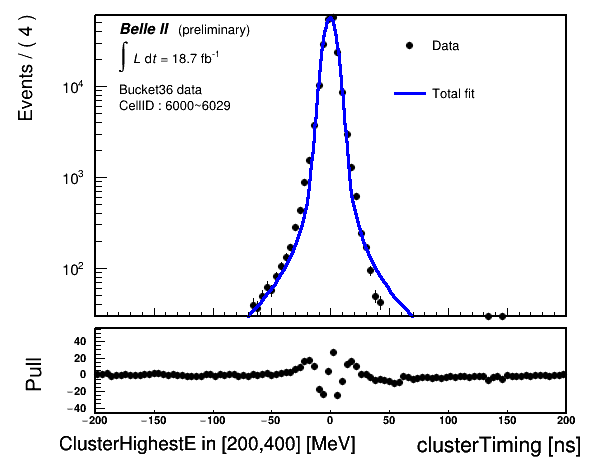 Belle II (preliminary)
∫ L dt = 18.7 fb⁻¹
Bucket36 data
CellID : 6000~6029
Data
Total fit
Events / ( 4 )
10⁴
10³
10²
Pull
40
20
0
−20
−40
−200 −150 −100 −50 0 50 100 150 200
ClusterHighestE in [200,400] [MeV] clusterTiming [ns]